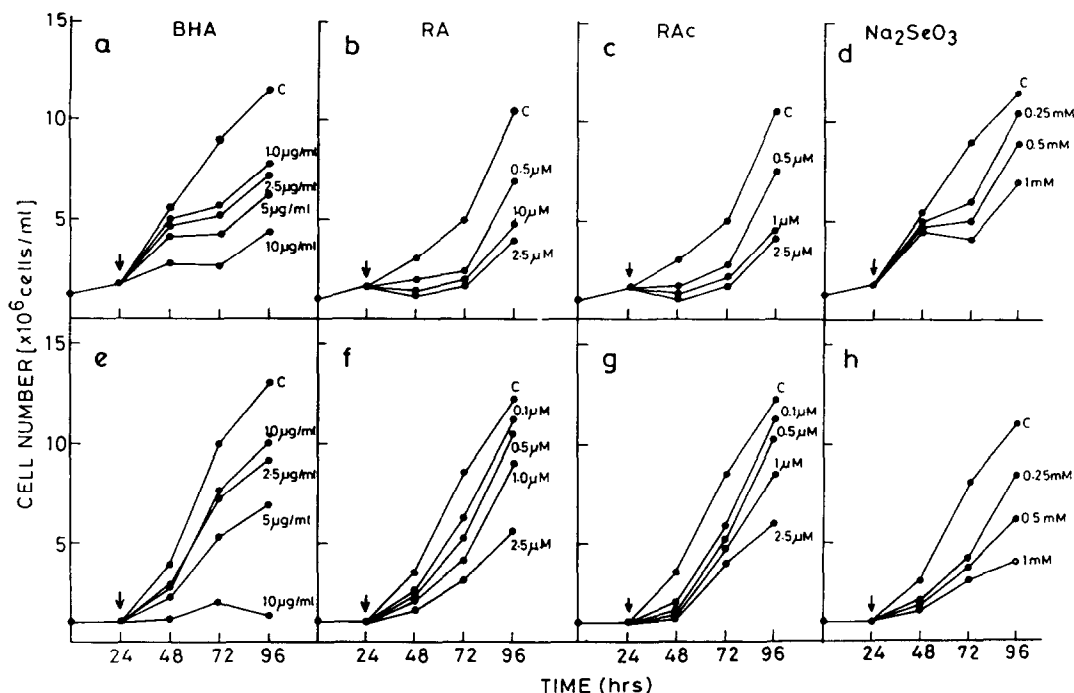 BHA RA RAc Na2SeO3
a b c d
15
10
5
C
1.0µg/ml
2.5µg/ml
5µg/ml
10µg/ml
C
0.5µM
1.0µM
2.5µM
C
0.5µM
1µM
2.5µM
C
0.25mM
0.5mM
1mM
CELL NUMBER [x10⁶cells/ml]
e f g h
15
10
5
C
1.0µg/ml
2.5µg/ml
5µg/ml
10µg/ml
C
0.1µM
0.5µM
1.0µM
2.5µM
C
0.1µM
0.5µM
1µM
2.5µM
C
0.25mM
0.5mM
1mM
24 48 72 96 24 48 72 96 24 48 72 96 24 48 72 96
TIME (hrs)